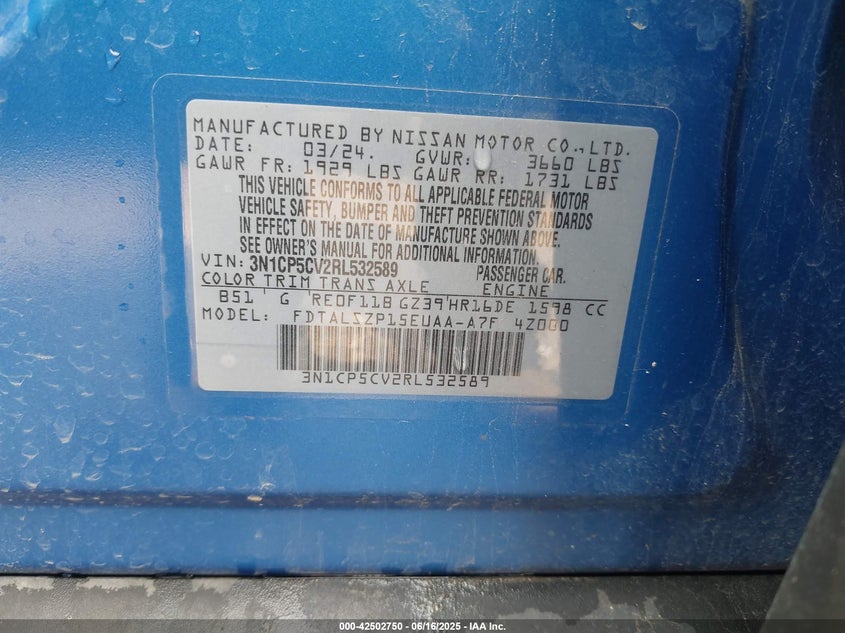 MANUFACTURED BY NISSAN MOTOR CO.,LTD.
DATE: 03/24. GVWR: 3660 LBS
GAWR FR: 1929 LBS GAWR RR: 1731 LBS
THIS VEHICLE CONFORMS TO ALL APPLICABLE FEDERAL MOTOR
VEHICLE SAFETY, BUMPER AND THEFT PREVENTION STANDARDS
IN EFFECT ON THE DATE OF MANUFACTURE SHOWN ABOVE.
SEE OWNER'S MANUAL FOR ADDITIONAL INFORMATION.
VIN: 3N1CP5CV2RL532589 PASSENGER CAR.
COLOR TRIM TRANS AXLE ENGINE
B51 G RE0F11B GZ39 HR16DE 1598 CC
MODEL: FDTALSZP15EUAA-A7F 4Z000
3N1CP5CV2RL532589
000-42502750 - 06/16/2025 - IAA Inc.